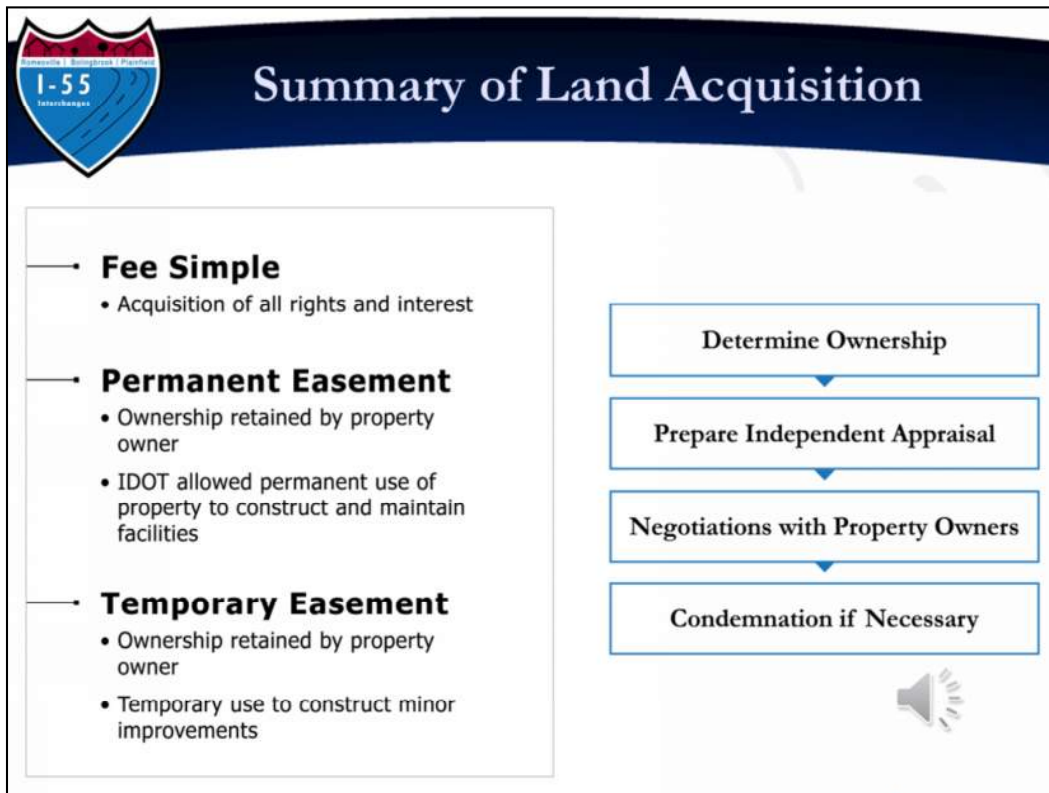 Romeoville | Bolingbrook | Plainfield
I-55
Interchanges
Summary of Land Acquisition
Fee Simple
• Acquisition of all rights and interest
Permanent Easement
• Ownership retained by property
owner
• IDOT allowed permanent use of
property to construct and maintain
facilities
Temporary Easement
• Ownership retained by property
owner
• Temporary use to construct minor
improvements
Determine Ownership
Prepare Independent Appraisal
Negotiations with Property Owners
Condemnation if Necessary